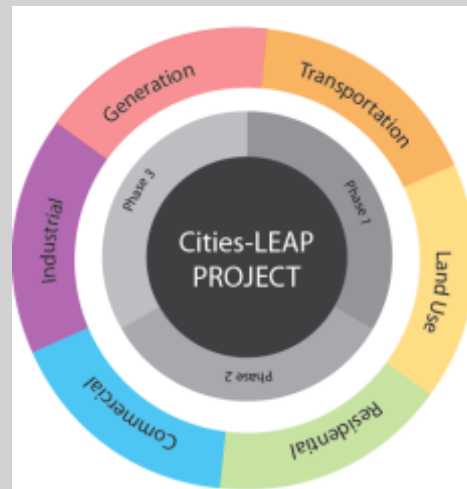 Generation
Transportation
Land Use
Residential
Commercial
Industrial
Phase 1
Phase 2
Phase 3
Cities-LEAP
PROJECT